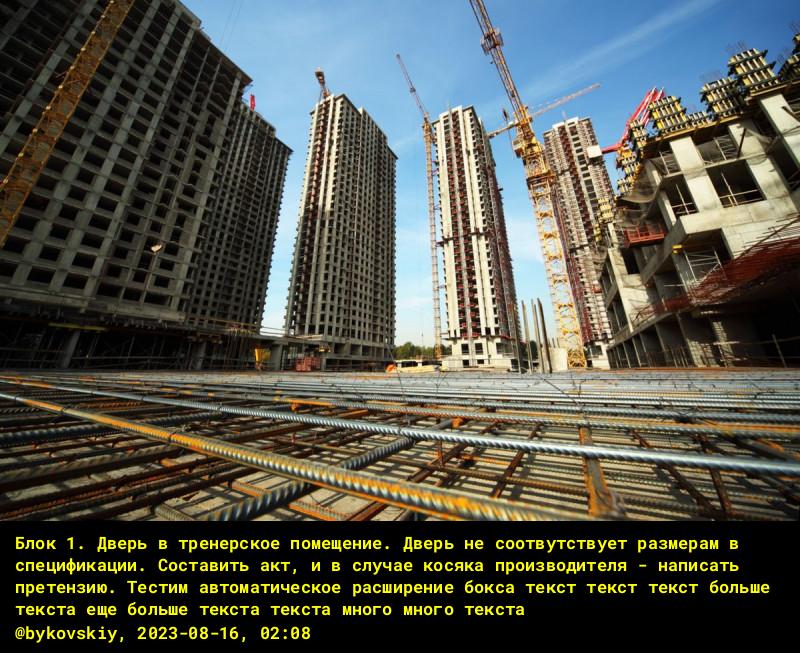 Блок 1. Дверь в тренерское помещение. Дверь не соотвутствует размерам в
спецификации. Составить акт, и в случае косяка производителя - написать
претензию. Тестим автоматическое расширение бокса текст текст текст больше
текста еще больше текста текста много много текста
@bykovskiy, 2023-08-16, 02:08